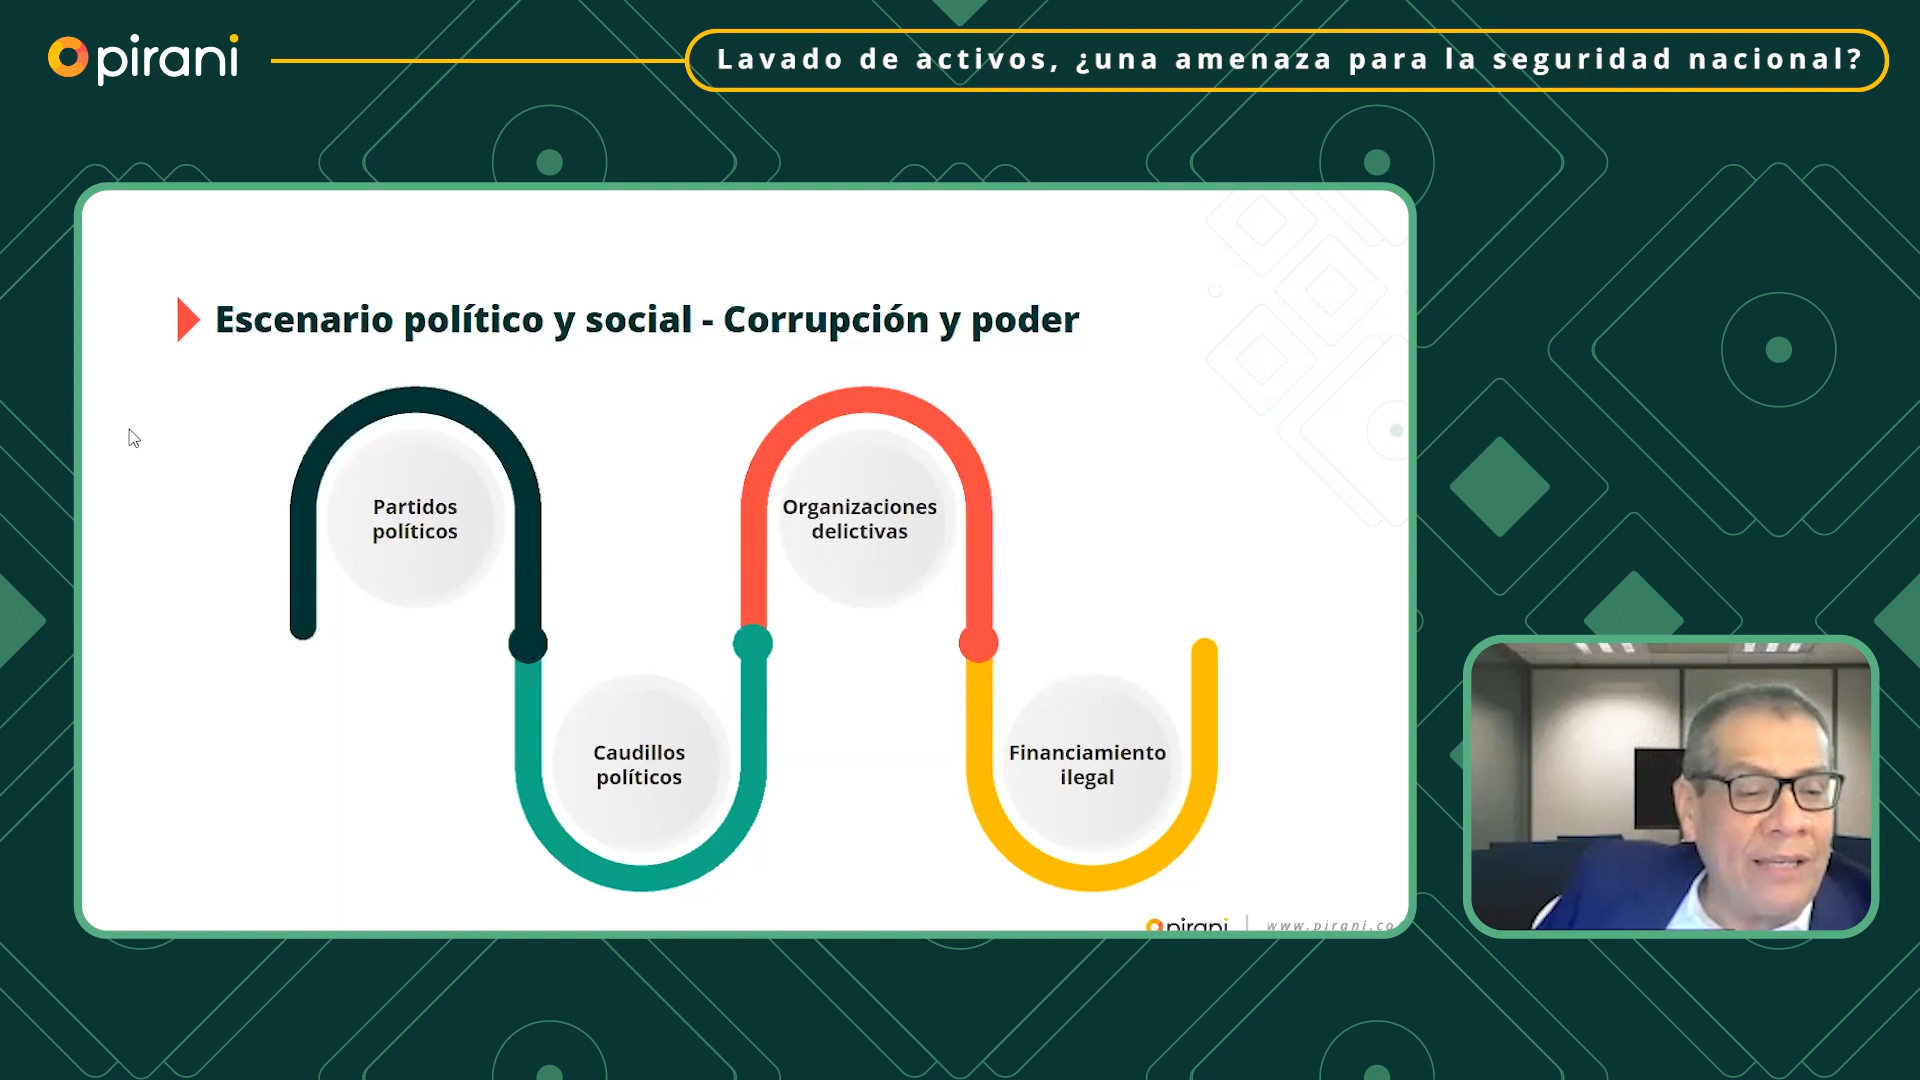 pirani
Lavado de activos, ¿una amenaza para la seguridad nacional?
Escenario político y social - Corrupción y poder
Partidos
políticos
Organizaciones
delictivas
Caudillos
políticos
Financiamiento
ilegal
pirani | www.pirani.co